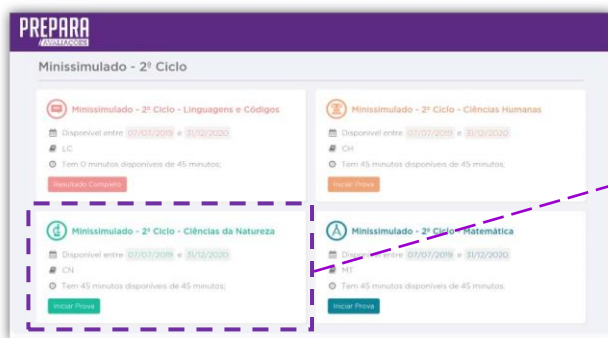 PREPARA
/AVALIAÇÕES
Minissimulado - 2º Ciclo
Minissimulado - 2º Ciclo - Linguagens e Códigos
Disponível entre 07/07/2019 e 31/12/2020
LC
Tem 0 minutos disponíveis de 45 minutos;
Resultado Completo
Minissimulado - 2º Ciclo - Ciências Humanas
Disponível entre 07/07/2019 e 31/12/2020
CH
Tem 45 minutos disponíveis de 45 minutos;
Iniciar Prova
Minissimulado - 2º Ciclo - Ciências da Natureza
Disponível entre 07/07/2019 e 31/12/2020
CN
Tem 45 minutos disponíveis de 45 minutos;
Iniciar Prova
Minissimulado - 2º Ciclo - Matemática
Disponível entre 07/07/2019 e 31/12/2020
MT
Tem 45 minutos disponíveis de 45 minutos;
Iniciar Prova